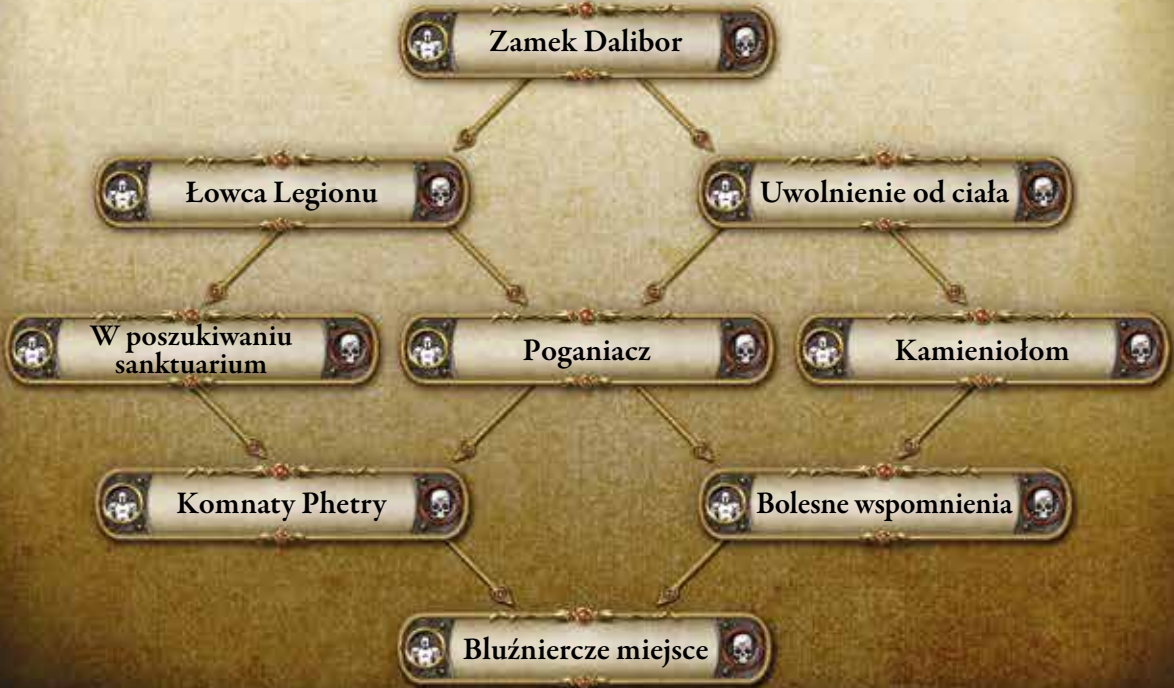 Zamek Dalibor
Łowca Legionu
Uwolnienie od ciała
W poszukiwaniu
sanktuarium
Poganiacz
Kamieniołom
Komnaty Phetry
Bolesne wspomnienia
Bluźniercze miejsce